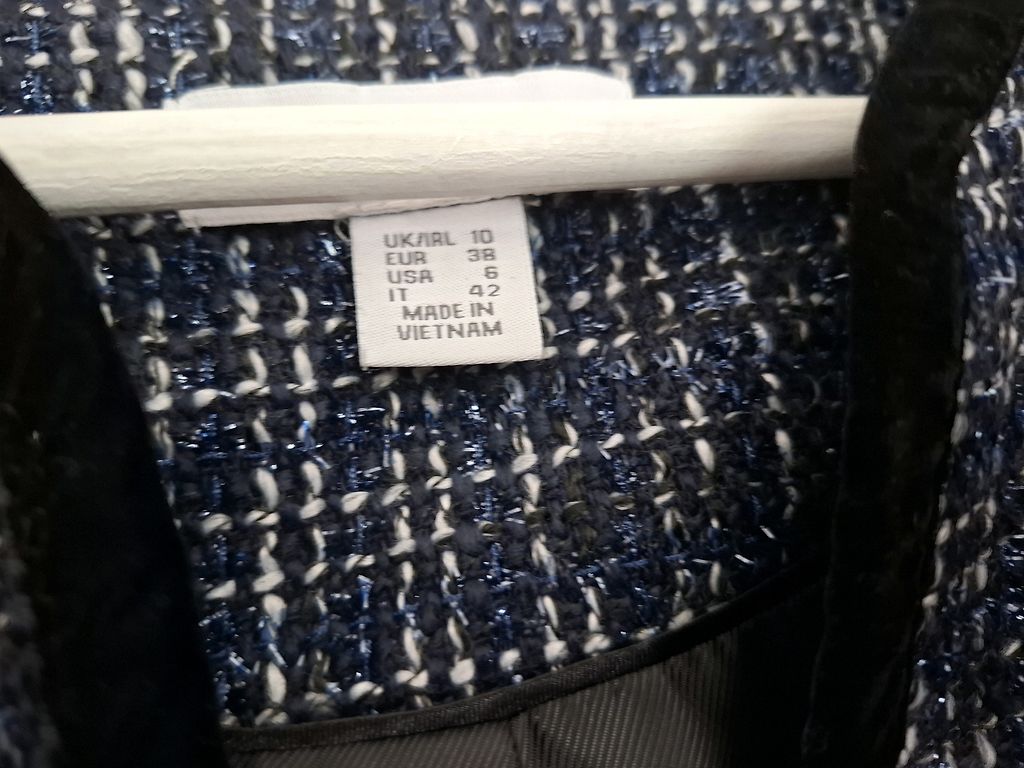 UK/IRL 10
EUR 38
USA 6
IT 42
MADE IN
VIETNAM